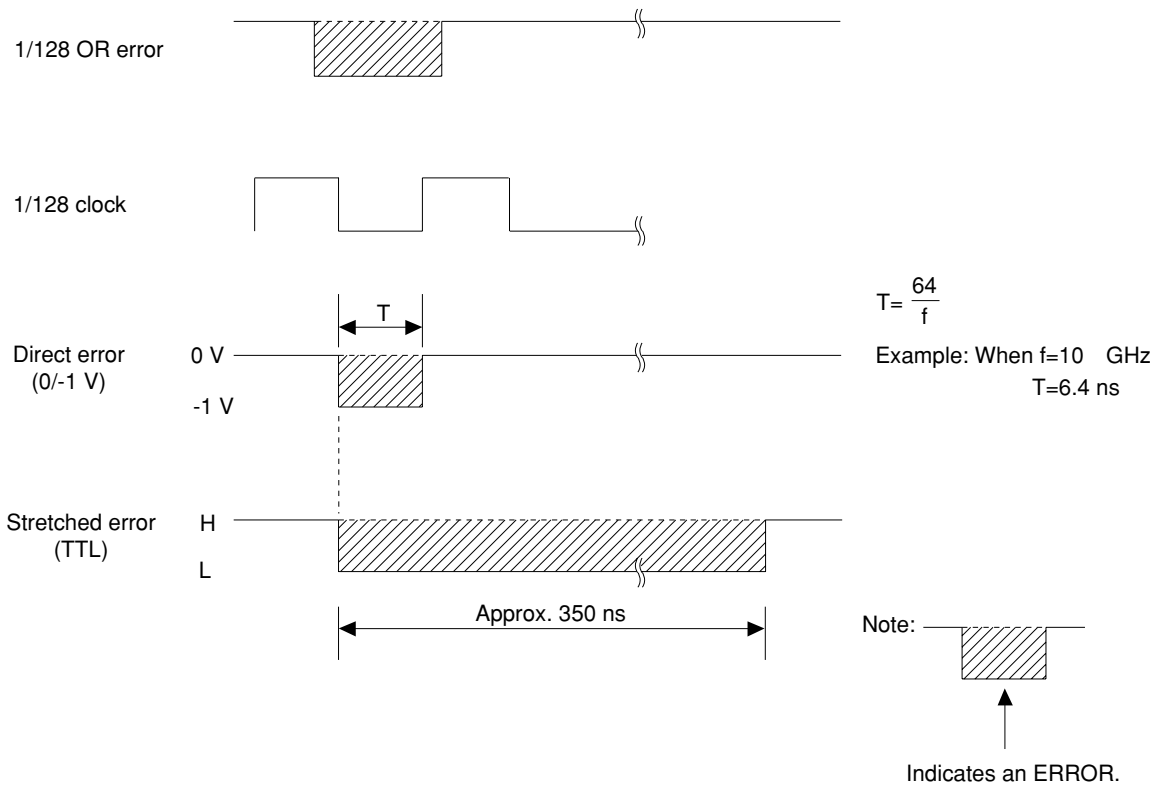 1/128 OR error
1/128 clock
T
T= 64
f
Direct error
(0/-1 V)
0 V
-1 V
Example: When f=10 GHz
T=6.4 ns
Stretched error
(TTL)
H
L
Approx. 350 ns
Note:
Indicates an ERROR.